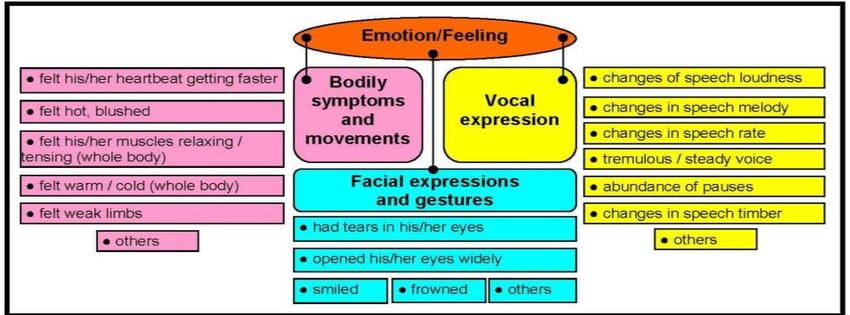 Emotion/Feeling
Bodily
symptoms
and
movements
Vocal
expression
Facial expressions
and gestures
• felt his/her heartbeat getting faster
• felt hot, blushed
• felt his/her muscles relaxing /
tensing (whole body)
• felt warm / cold (whole body)
• felt weak limbs
• others
• had tears in his/her eyes
• opened his/her eyes widely
• smiled
• frowned
• others
• changes of speech loudness
• changes in speech melody
• changes in speech rate
• tremulous / steady voice
• abundance of pauses
• changes in speech timber
• others